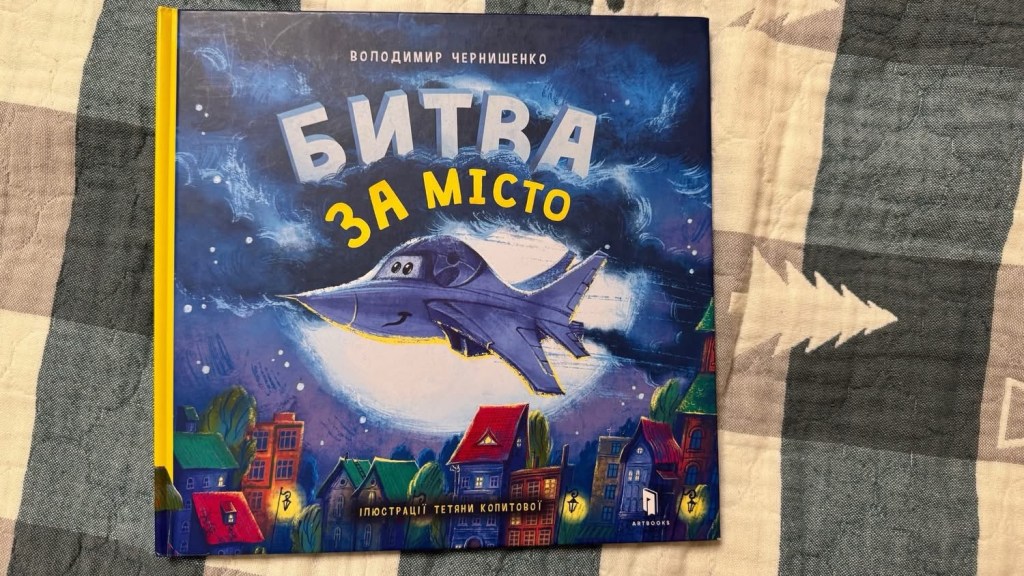 ВОЛОДИМИР ЧЕРНИШЕНКО
БИТВА
ЗА МІСТО
ІЛЮСТРАЦІЇ ТЕТЯНИ КОПИТОВОЇ
ARTBOOKS